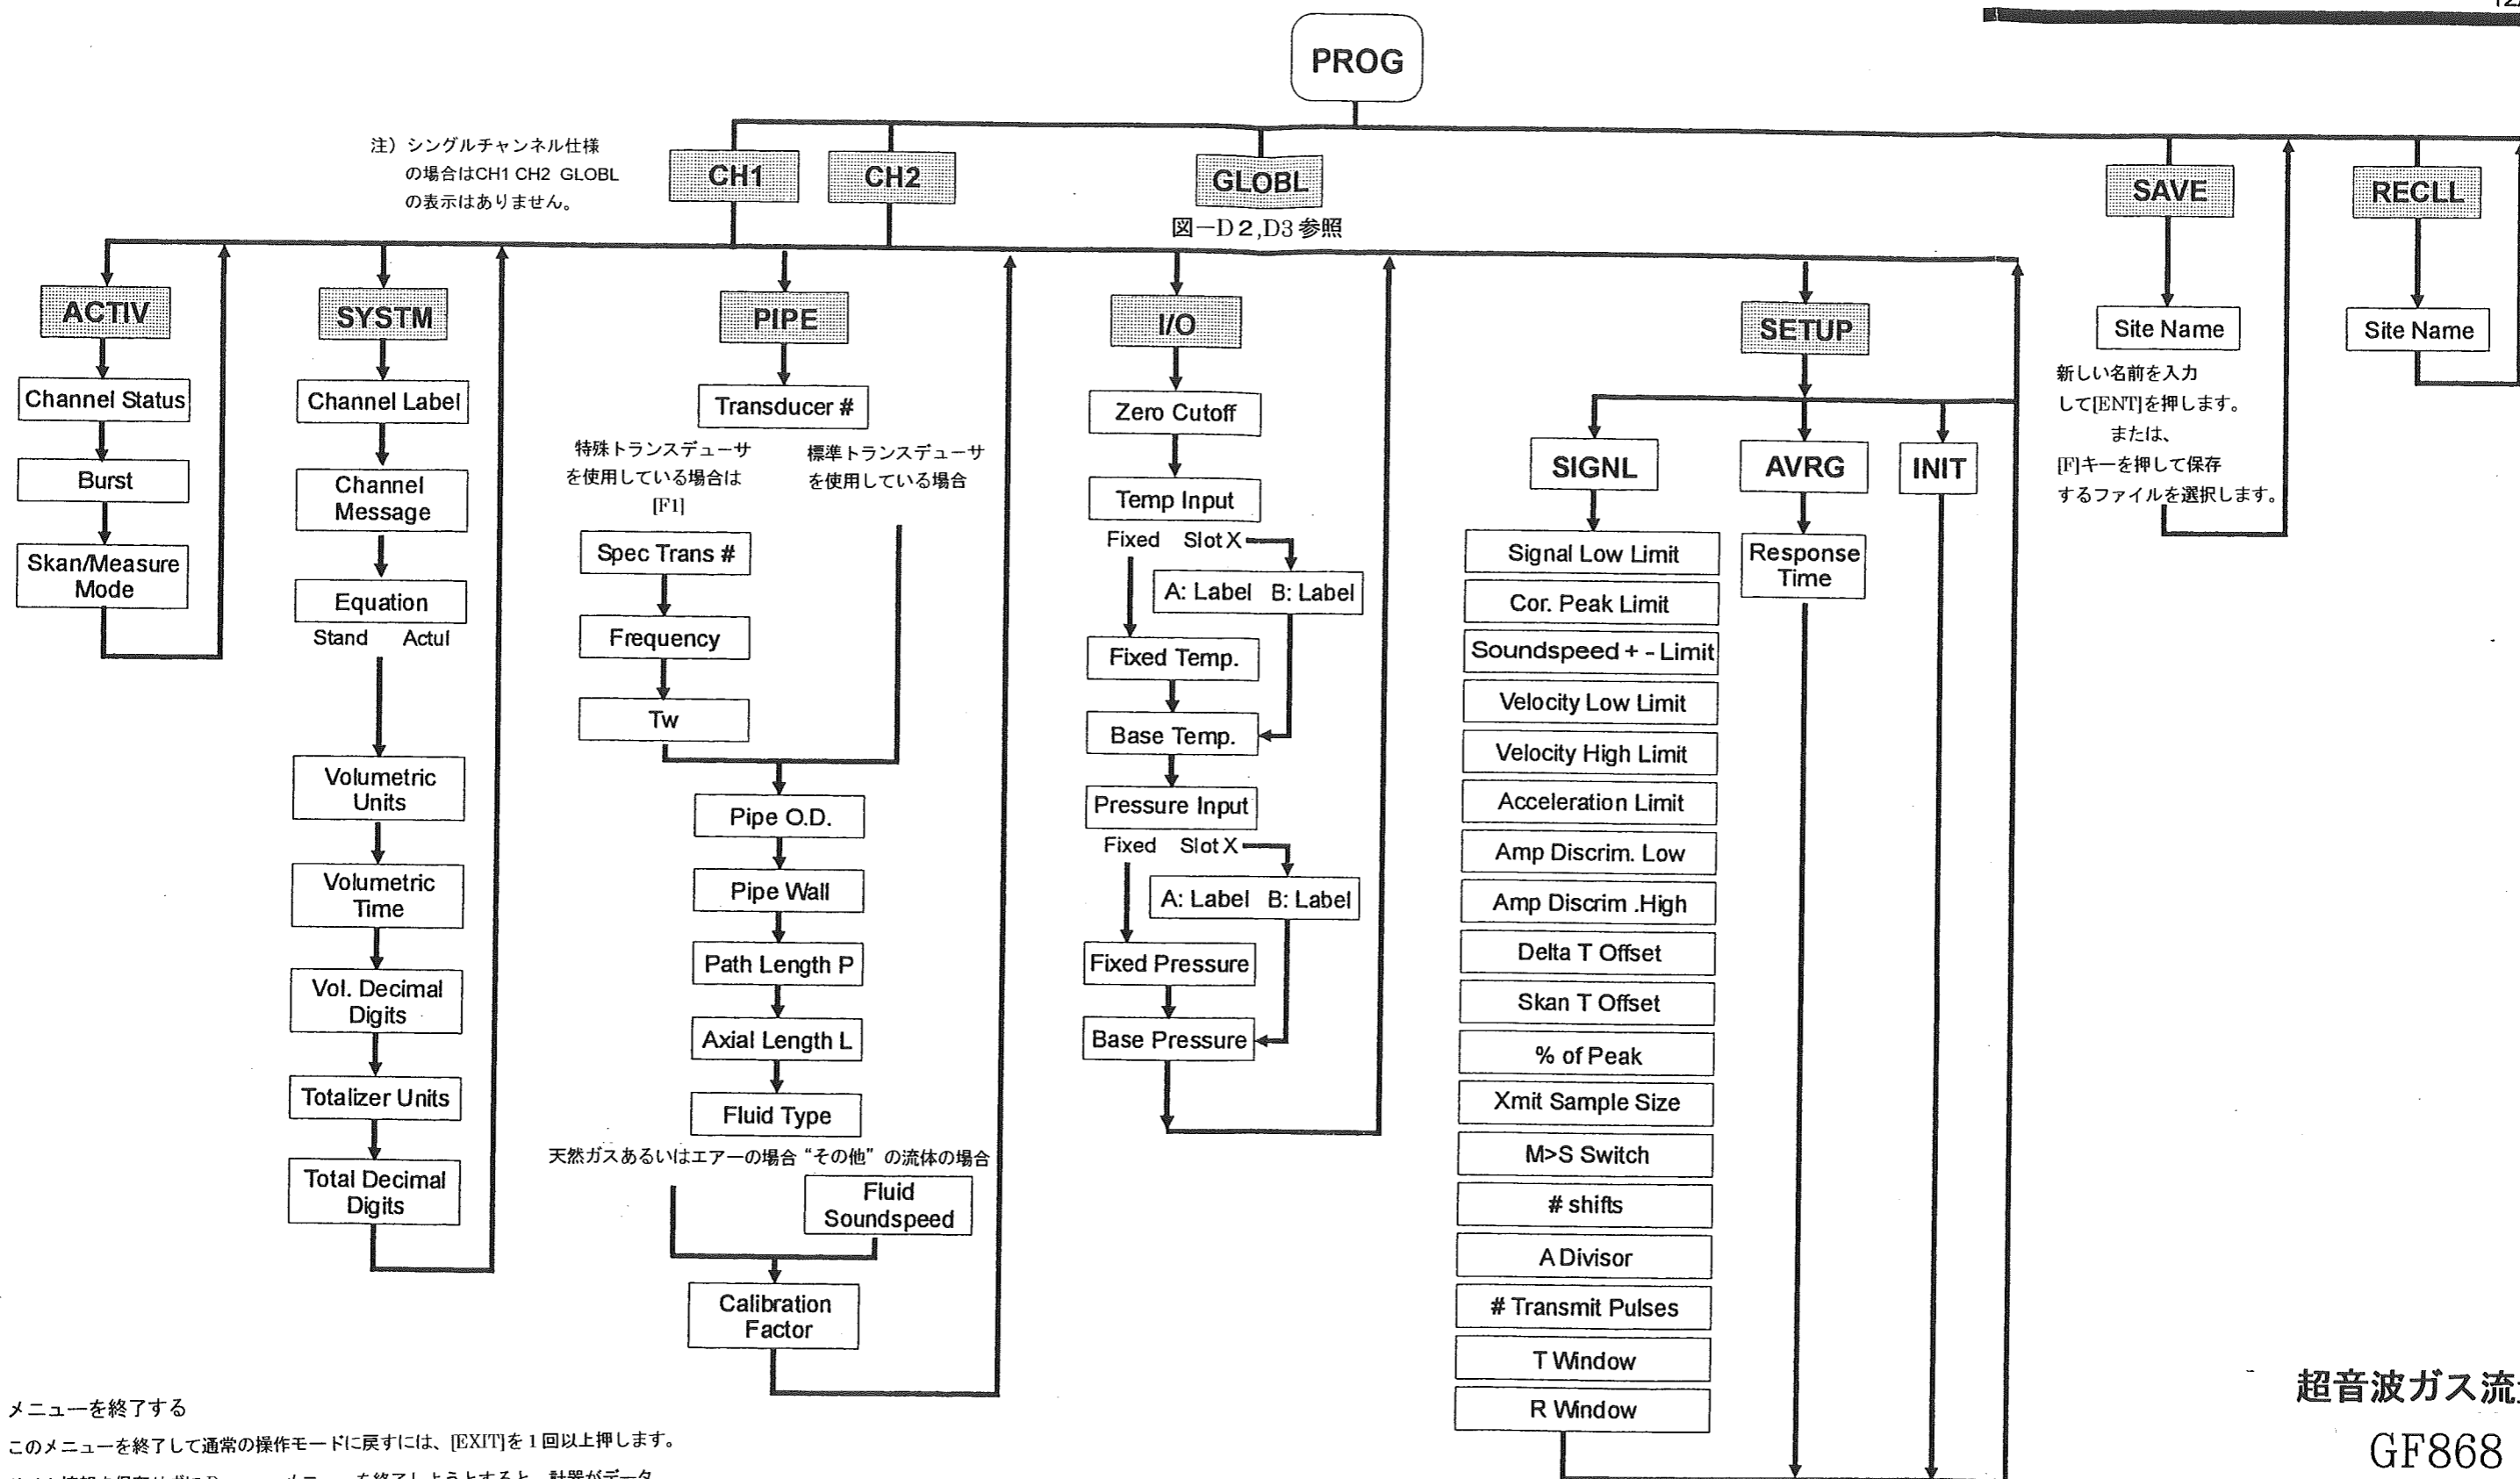 PROG
注）シングルチャンネル仕様
の場合はCH1 CH2 GLOBL
の表示はありません。
CH1
CH2
GLOBL
図－D２,D3 参照
SAVE
RECLL
ACTIV
Channel Status
Burst
Skan/Measure
Mode
SYSTM
Channel Label
Channel
Message
Equation
Stand Actul
Volumetric
Units
Volumetric
Time
Vol. Decimal
Digits
Totalizer Units
Total Decimal
Digits
PIPE
Transducer #
特殊トランスデューサ
を使用している場合は
[F1]
標準トランスデューサ
を使用している場合
Spec Trans #
Frequency
Tw
Pipe O.D.
Pipe Wall
Path Length P
Axial Length L
Fluid Type
天然ガスあるいはエアーの場合 “その他” の流体の場合
Fluid
Soundspeed
Calibration
Factor
I/O
Zero Cutoff
Temp Input
Fixed Slot X
A: Label B: Label
Fixed Temp.
Base Temp.
Pressure Input
Fixed Slot X
A: Label B: Label
Fixed Pressure
Base Pressure
SETUP
SIGNL
AVRG
INIT
Signal Low Limit
Cor. Peak Limit
Soundspeed + - Limit
Velocity Low Limit
Velocity High Limit
Acceleration Limit
Amp Discrim. Low
Amp Discrim .High
Delta T Offset
Skan T Offset
% of Peak
Xmit Sample Size
M>S Switch
# shifts
A Divisor
# Transmit Pulses
T Window
R Window
Response
Time
Site Name
新しい名前を入力
して[ENT]を押します。
または、
[F]キーを押して保存
するファイルを選択します。
Site Name
メニューを終了する
このメニューを終了して通常の操作モードに戻すには、[EXIT]を１回以上押します。
超音波ガス流
GF868